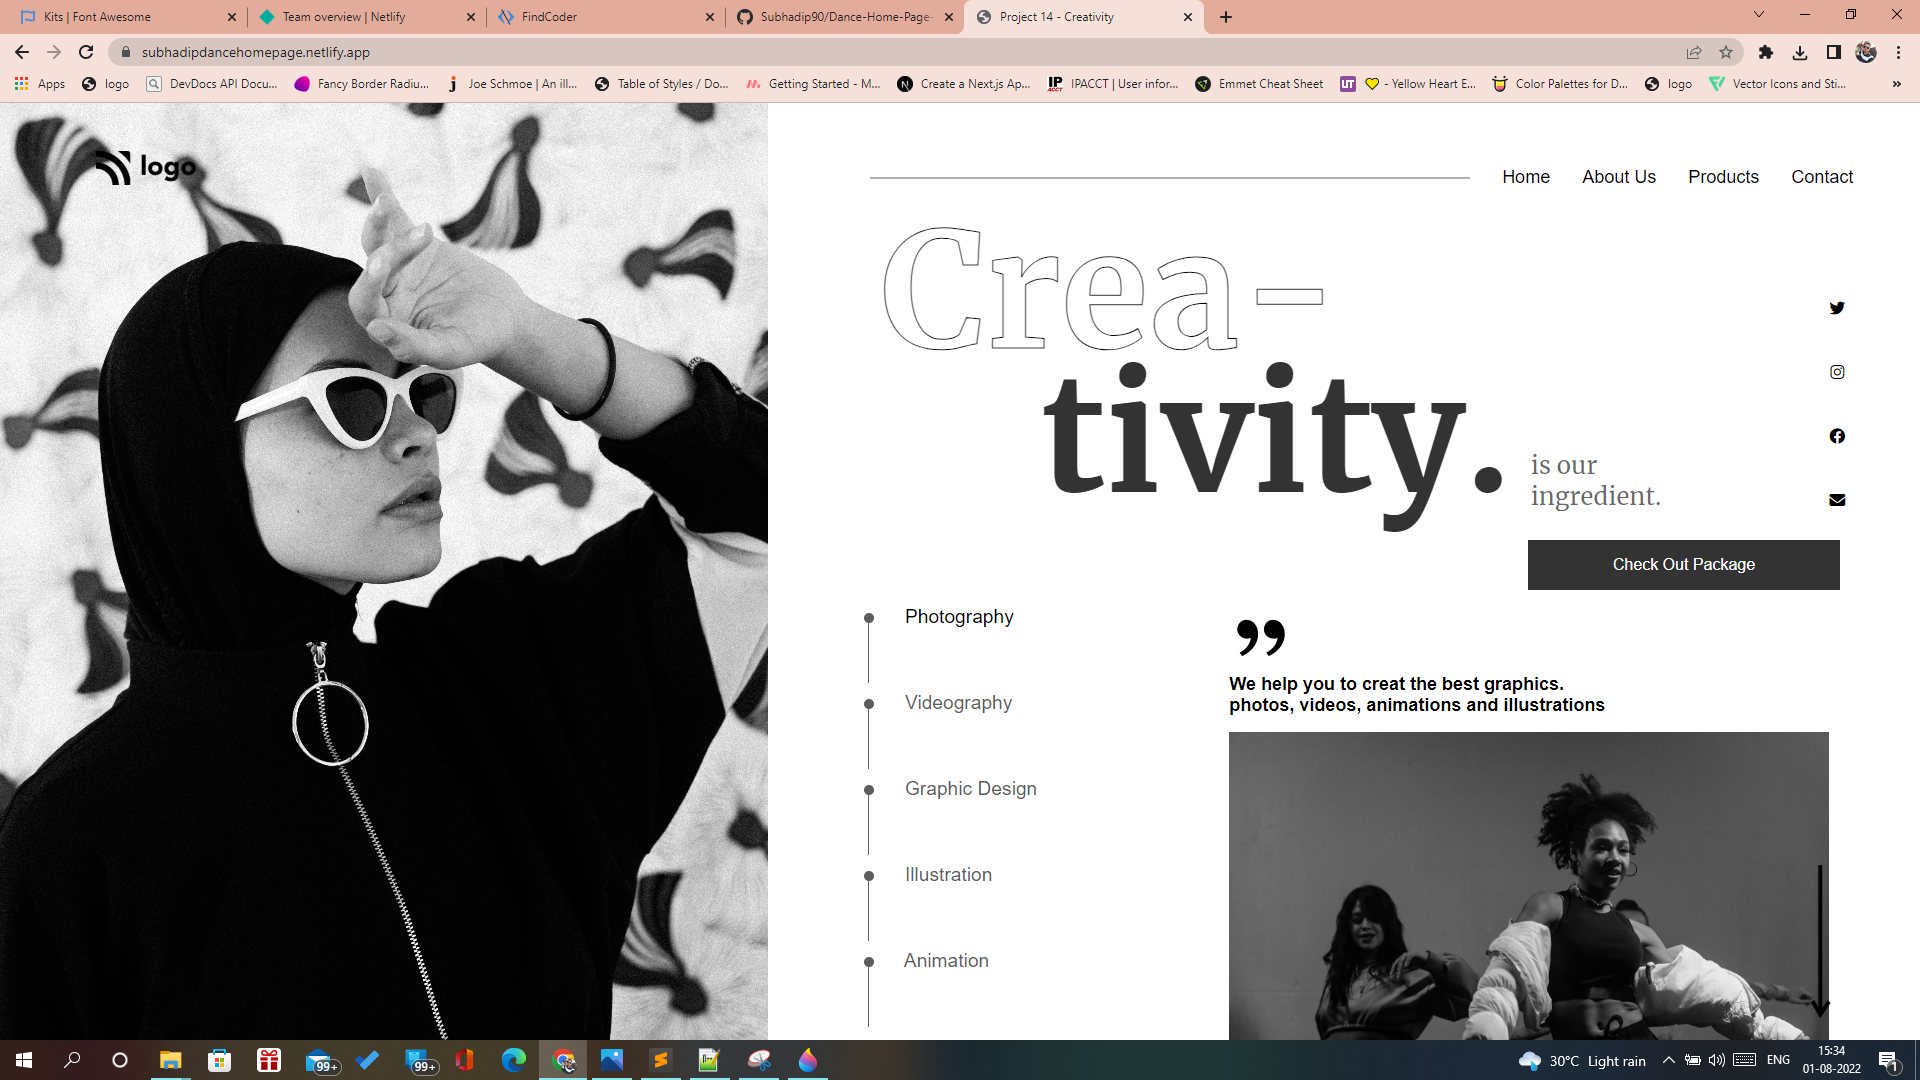 Kits | Font Awesome
Team overview | Netlify
FindCoder
Subhadip90/Dance-Home-Page-
Project 14 - Creativity
subhadipdancehomepage.netlify.app
Apps
logo
DevDocs API Docu...
Fancy Border Radiu...
Joe Schmoe | An ill...
Table of Styles / Do...
Getting Started - M...
Create a Next.js Ap...
IPACCT | User infor...
Emmet Cheat Sheet
- Yellow Heart E...
Color Palettes for D...
logo
Vector Icons and Sti...
»
logo
Home
About Us
Products
Contact
Crea-
tivity.
is our
ingredient.
Check Out Package
Photography
Videography
Graphic Design
Illustration
Animation
”
We help you to creat the best graphics.
photos, videos, animations and illustrations
99+
99+
30°C Light rain
ENG
15:34
01-08-2022
1